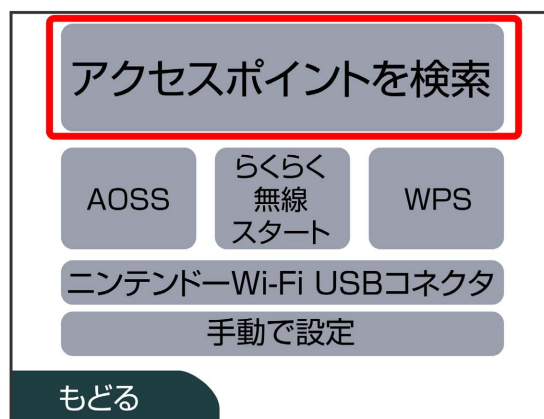 アクセスポイントを検索
AOSS
らくらく
無線
スタート
WPS
ニンテンドーWi-Fi USBコネクタ
手動で設定
もどる